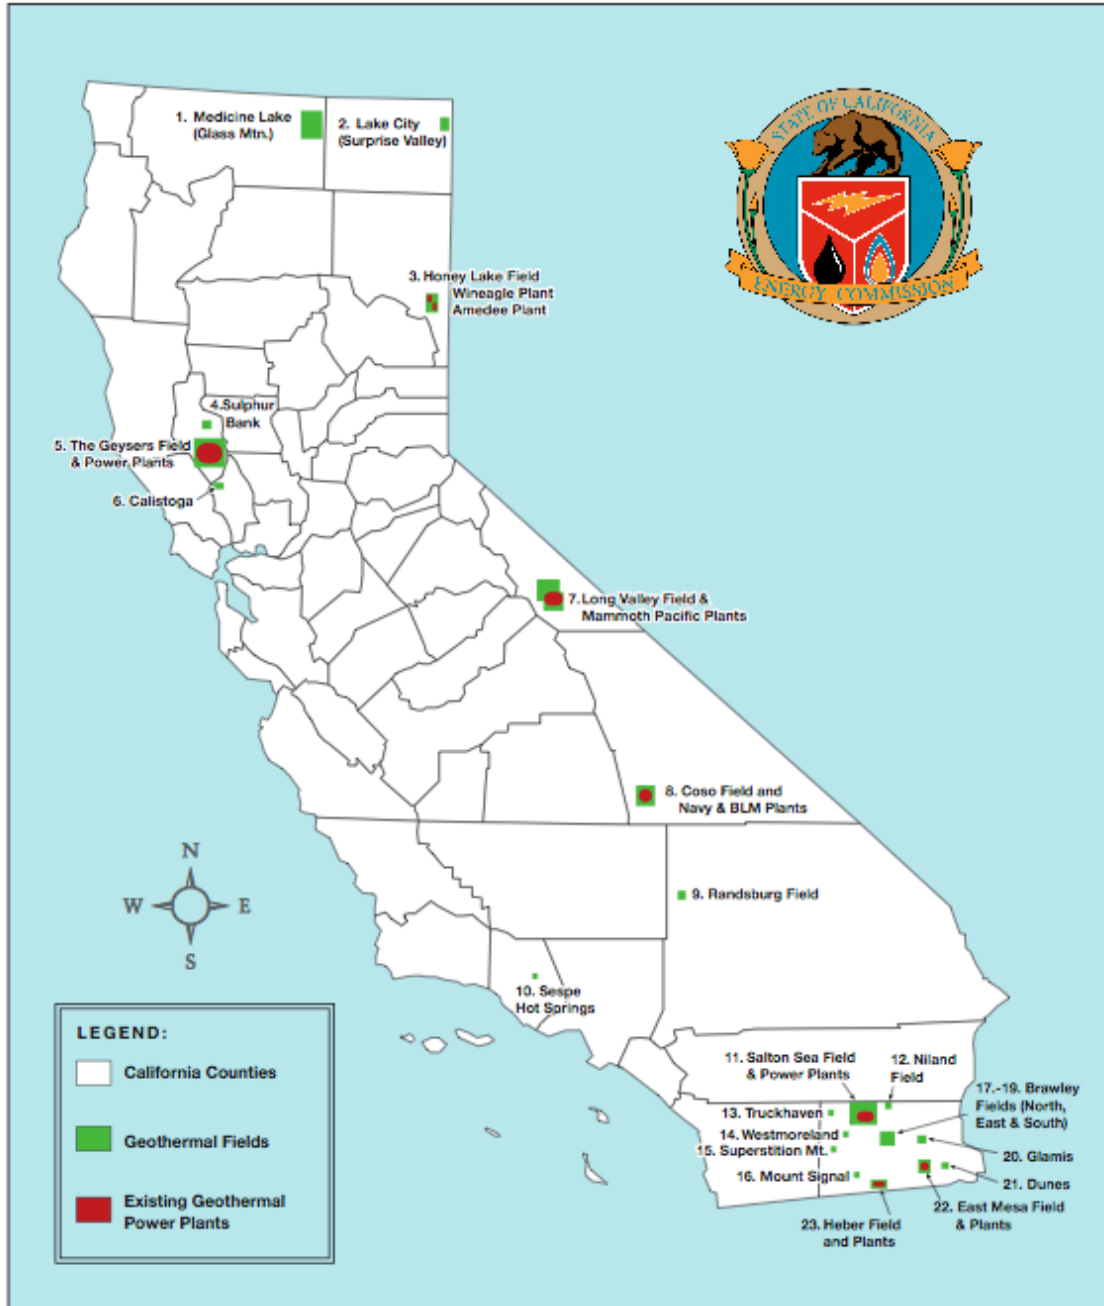 STATE OF CALIFORNIA
ENERGY COMMISSION
1. Medicine Lake
(Glass Mtn.)
2. Lake City
(Surprise Valley)
3. Honey Lake Field
Wineagle Plant
Amedee Plant
4. Sulphur
Bank
5. The Geysers Field
& Power Plants
6. Calistoga
7. Long Valley Field &
Mammoth Pacific Plants
8. Coso Field and
Navy & BLM Plants
N
W
E
S
9. Randsburg Field
10. Sespe
Hot Springs
LEGEND:
California Counties
Geothermal Fields
Existing Geothermal
Power Plants
11. Salton Sea Field
& Power Plants
12. Niland
Field
17.-19. Brawley
Fields (North,
East & South)
13. Truckhaven
14. Westmoreland
15. Superstition Mt.
16. Mount Signal
20. Glamis
21. Dunes
22. East Mesa Field
& Plants
23. Heber Field
and Plants